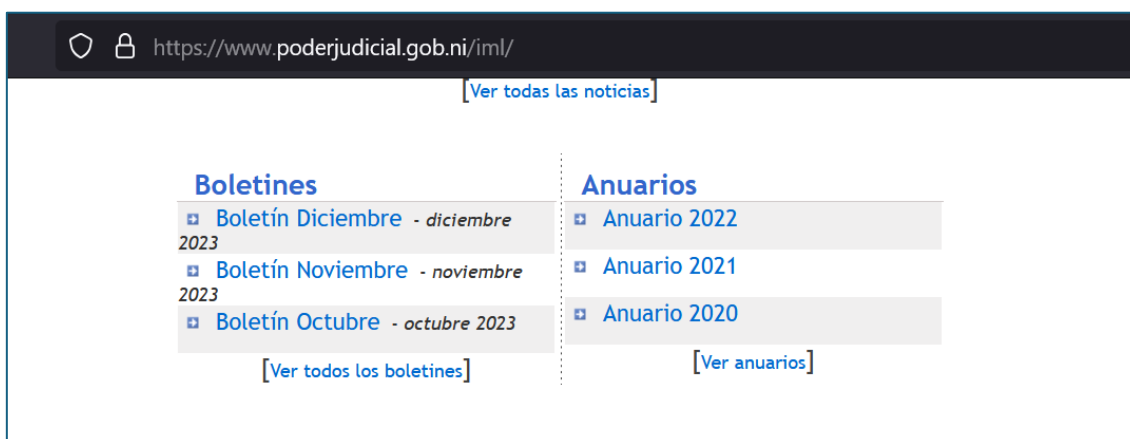 https://www.poderjudicial.gob.ni/iml/
[Ver todas las noticias]
Boletines
Boletín Diciembre - diciembre
2023
Boletín Noviembre - noviembre
2023
Boletín Octubre - octubre 2023
[Ver todos los boletines]
Anuarios
Anuario 2022
Anuario 2021
Anuario 2020
[Ver anuarios]